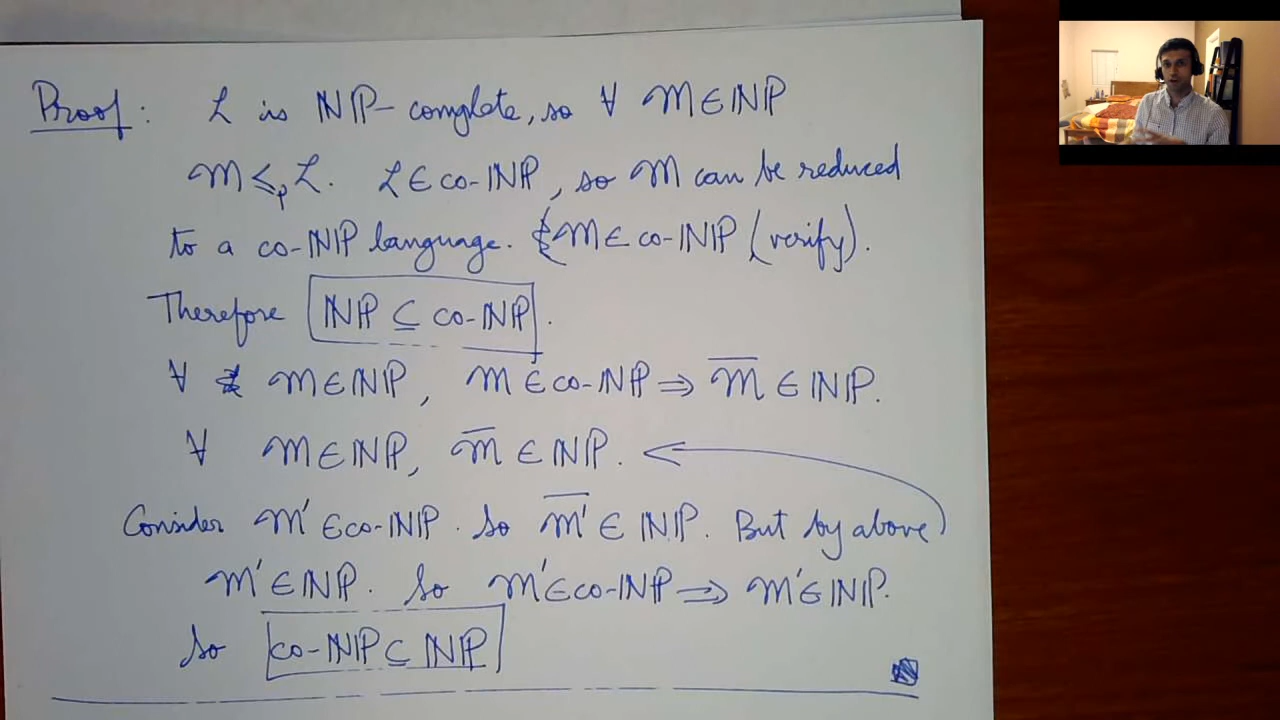 Proof: L is NP-complete, so ∀ M∈NP
M ≤ₚ L. L ∈ co-NP, so M can be reduced
to a co-NP language. M ∈ co-NP (verify).
Therefore NP ⊆ co-NP.
∀ M∈NP, M ∈ co-NP ⇒ M̅ ∈ NP.
∀ M∈NP, M̅ ∈ NP.
Consider M' ∈ co-NP. So M̅'̅ ∈ NP. But by above
M' ∈ NP. So M' ∈ co-NP ⇒ M' ∈ NP.
So co-NP ⊆ NP